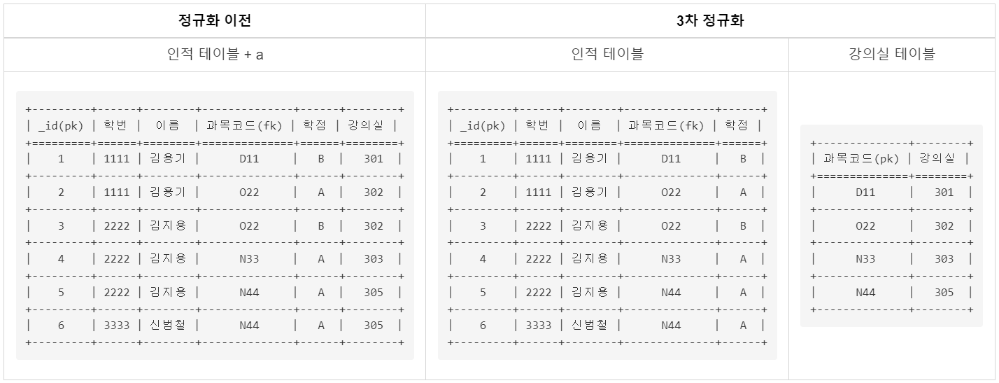 정규화 이전
3차 정규화
인적 테이블 + a
인적 테이블
강의실 테이블
+---------+------+--------+--------------+------+--------+
| _id(pk) | 학번 |  이름  | 과목코드(fk) | 학점 | 강의실 |
+=========+======+========+==============+======+========+
|    1    | 1111 | 김용기 |      D11     |   B  |   301  |
+---------+------+--------+--------------+------+--------+
|    2    | 1111 | 김용기 |      O22     |   A  |   302  |
+---------+------+--------+--------------+------+--------+
|    3    | 2222 | 김지용 |      O22     |   B  |   302  |
+---------+------+--------+--------------+------+--------+
|    4    | 2222 | 김지용 |      N33     |   A  |   303  |
+---------+------+--------+--------------+------+--------+
|    5    | 2222 | 김지용 |      N44     |   A  |   305  |
+---------+------+--------+--------------+------+--------+
|    6    | 3333 | 신범철 |      N44     |   A  |   305  |
+---------+------+--------+--------------+------+--------+
+---------+------+--------+--------------+------+
| _id(pk) | 학번 |  이름  | 과목코드(fk) | 학점 |
+=========+======+========+==============+======+
|    1    | 1111 | 김용기 |      D11     |   B  |
+---------+------+--------+--------------+------+
|    2    | 1111 | 김용기 |      O22     |   A  |
+---------+------+--------+--------------+------+
|    3    | 2222 | 김지용 |      O22     |   B  |
+---------+------+--------+--------------+------+
|    4    | 2222 | 김지용 |      N33     |   A  |
+---------+------+--------+--------------+------+
|    5    | 2222 | 김지용 |      N44     |   A  |
+---------+------+--------+--------------+------+
|    6    | 3333 | 신범철 |      N44     |   A  |
+---------+------+--------+--------------+------+
+--------------+--------+
| 과목코드(pk) | 강의실 |
+==============+========+
|      D11     |   301  |
+--------------+--------+
|      O22     |   302  |
+--------------+--------+
|      N33     |   303  |
+--------------+--------+
|      N44     |   305  |
+--------------+--------+